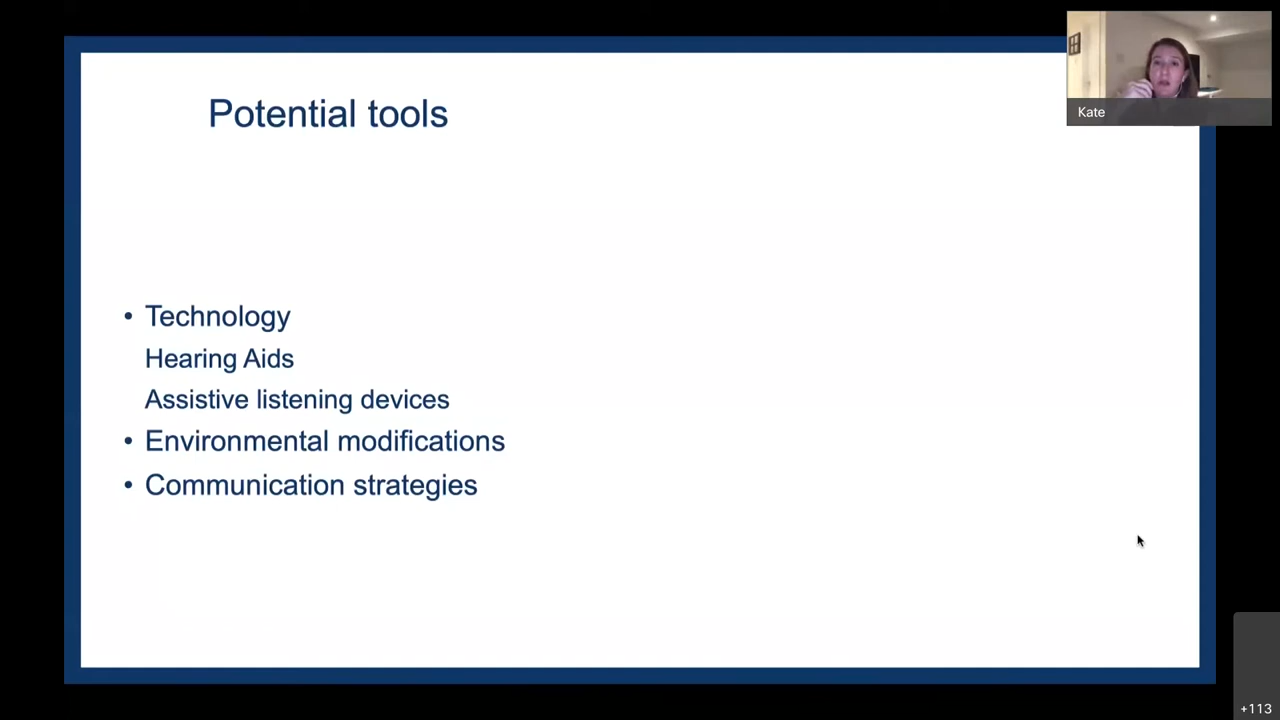 Potential tools
Kate
• Technology
Hearing Aids
Assistive listening devices
• Environmental modifications
• Communication strategies
+113